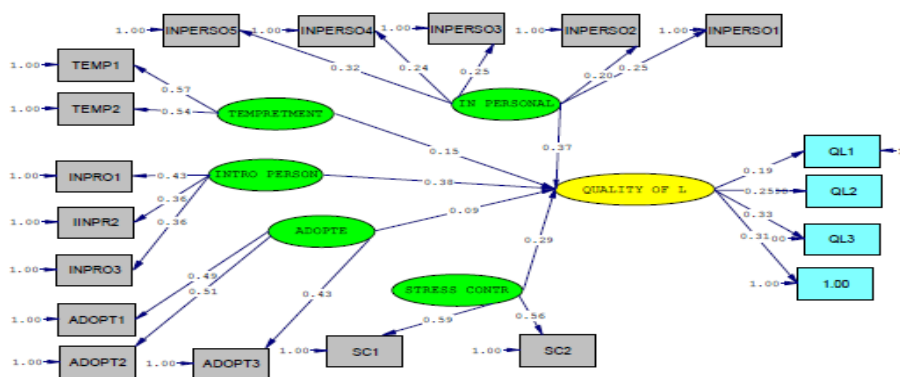 1.00 INPERSO5 1.00 INPERSO4 1.00 INPERSO3 1.00 INPERSO2 1.00 INPERSO1
1.00 TEMP1
0.32 0.24 0.25 0.20 0.25
0.57
1.00 TEMP2 0.54
TEMPRETMENT
IN PERSONAL
0.15
0.37
QL1
0.19
1.00 INPRO1 0.43
INTRO PERSON
0.38
QUALITY OF L
0.25
QL2
0.36
1.00 IINPR2
0.36
0.09
0.33
ADOPTE
QL3
0.31
0.29
1.00 INPRO3
0.49
1.00 1.00
STRESS CONTR
0.51
0.43
1.00 ADOPT1
0.59 0.56
1.00 SC1 1.00 SC2
1.00 ADOPT2 1.00 ADOPT3